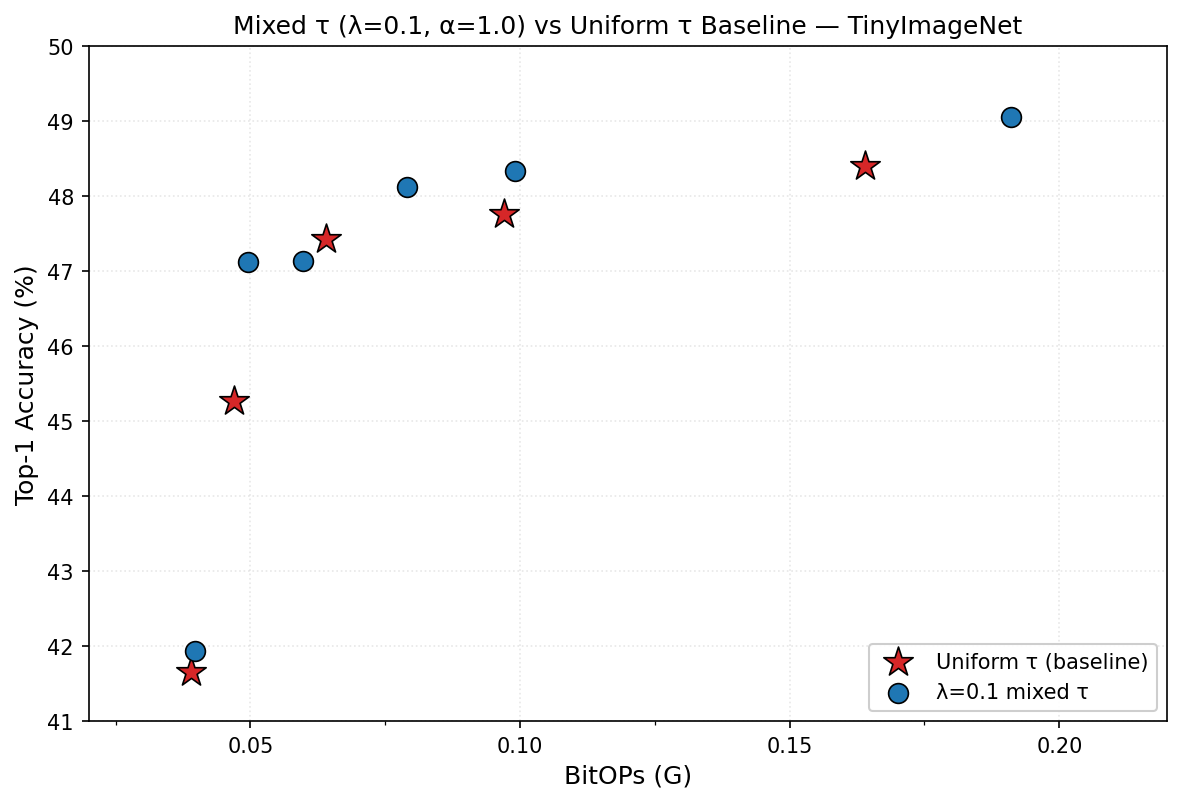 Mixed τ (λ=0.1, α=1.0) vs Uniform τ Baseline — TinyImageNet
50
49
48
47
46
45
44
43
42
41
Top-1 Accuracy (%)
Uniform τ (baseline)
λ=0.1 mixed τ
0.05 0.10 0.15 0.20
BitOPs (G)